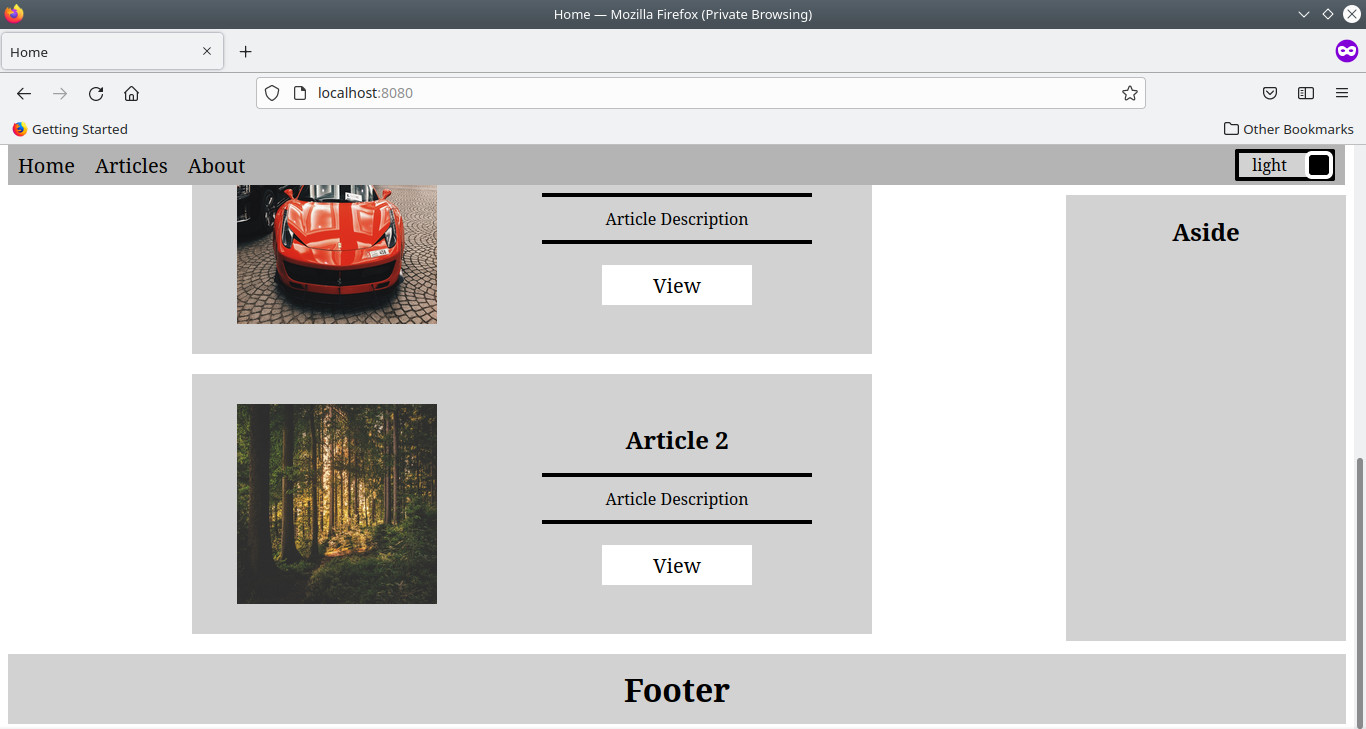 Home — Mozilla Firefox (Private Browsing)
Home
localhost:8080
Getting Started
Other Bookmarks
Home Articles About light
Article Description
View
Aside
Article 2
Article Description
View
Footer